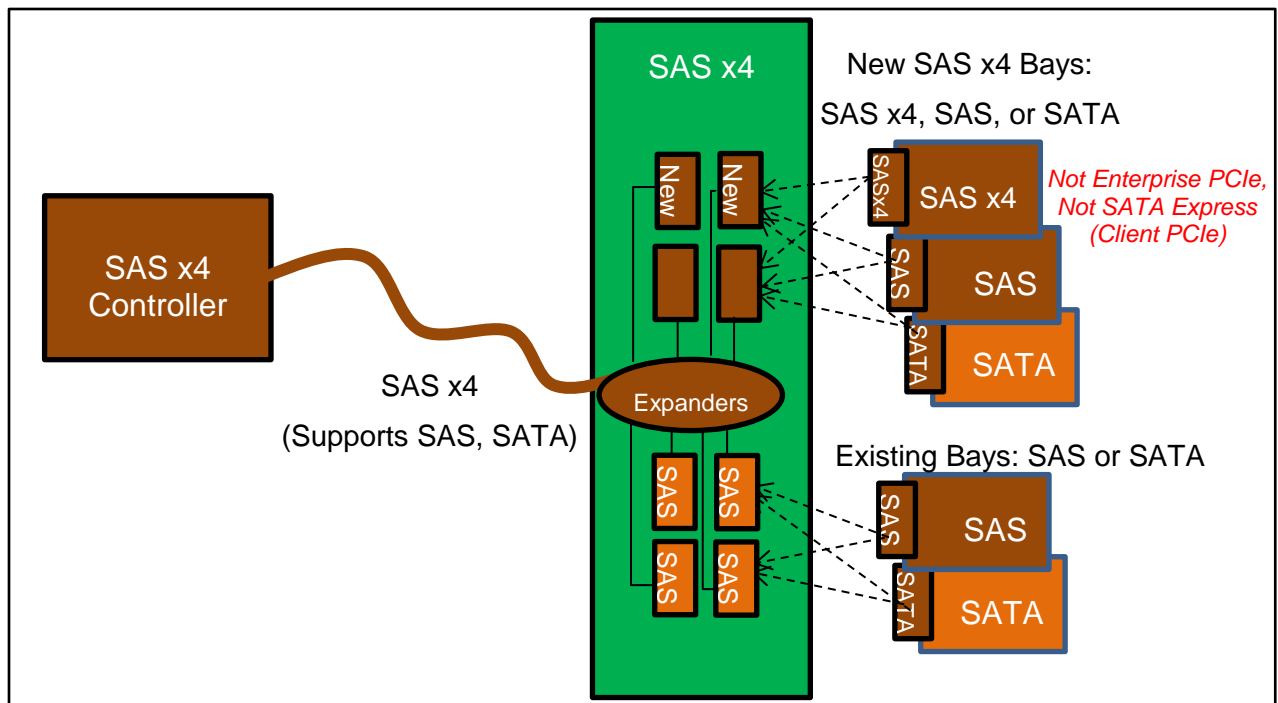 SAS x4
New SAS x4 Bays:
SAS x4, SAS, or SATA
New
New
SASx4
SAS x4
Not Enterprise PCIe,
Not SATA Express
(Client PCIe)
SAS
SAS
SATA
SATA
SAS x4
Controller
SAS x4
(Supports SAS, SATA)
Expanders
Existing Bays: SAS or SATA
SAS
SAS
SAS
SAS
SAS
SAS
SATA
SATA